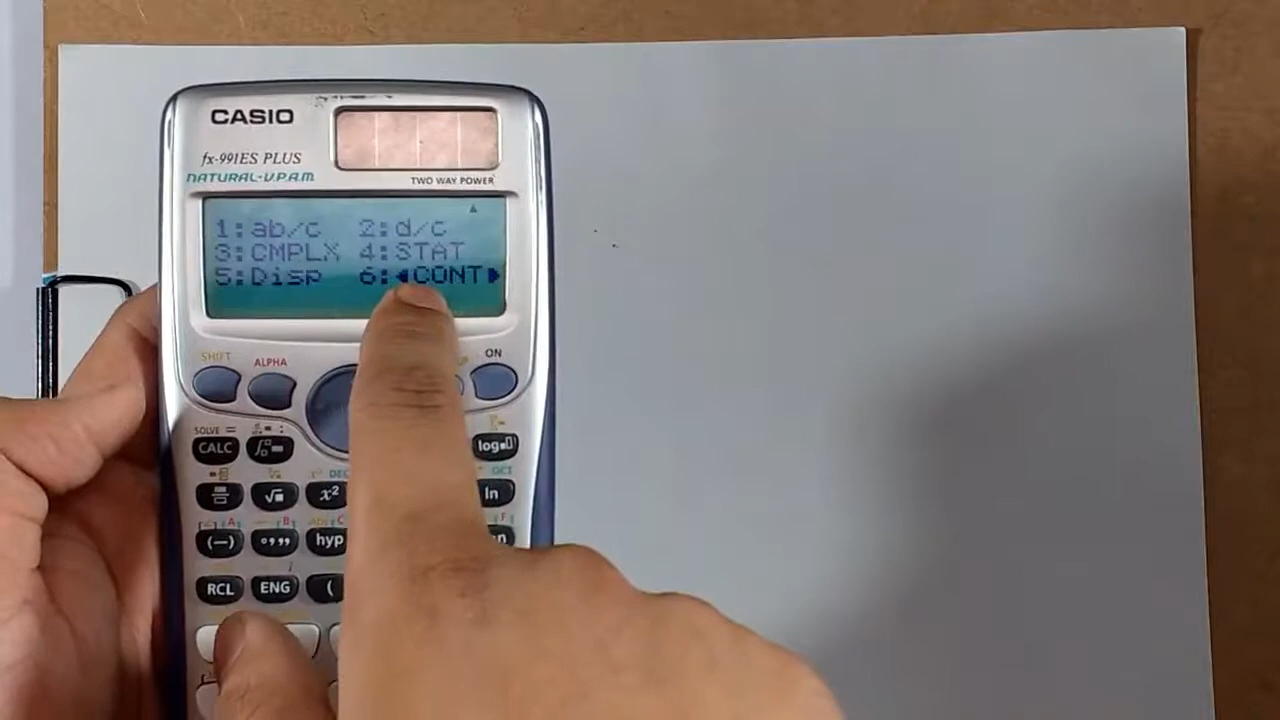 CASIO
fx-991ES PLUS
NATURAL-V.P.A.M.
TWO WAY POWER
1:ab/c 2:d/c
3:CMPLX 4:STAT
5:Disp 6:◀CONT▶
SHIFT ALPHA ON
SOLVE =
CALC log
√ x² ln
(−) hyp
RCL ENG (